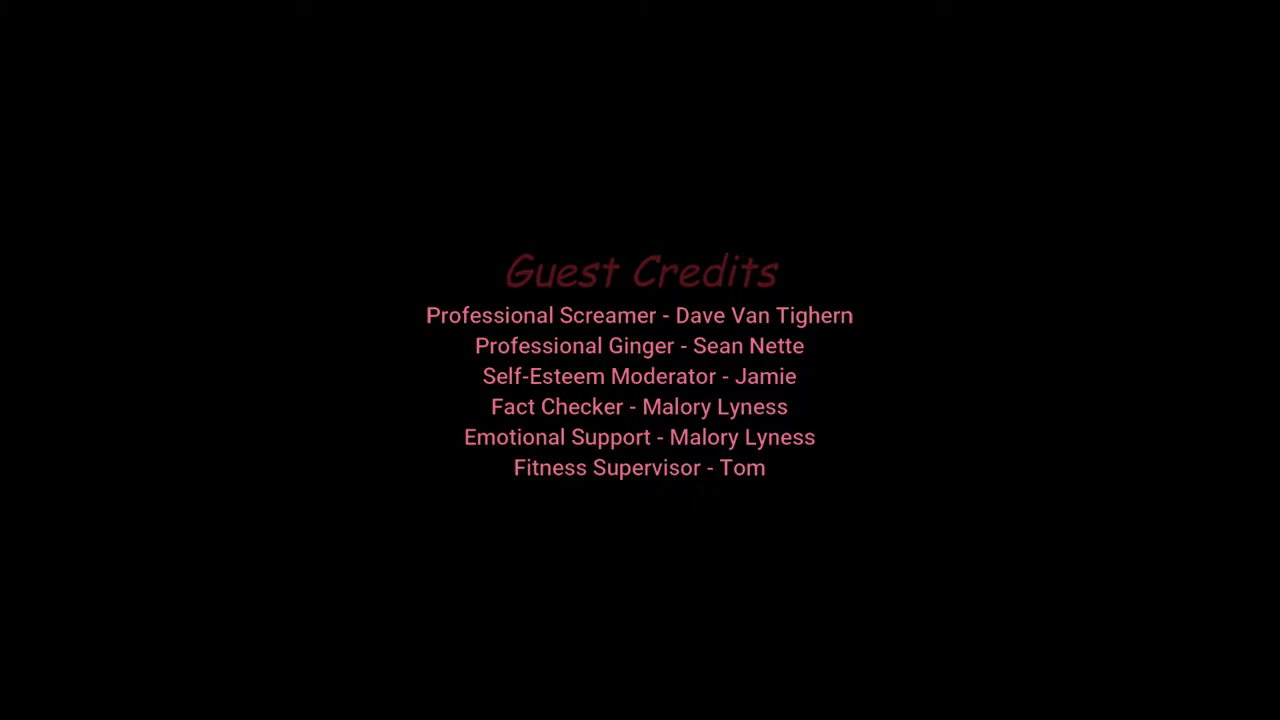 Guest Credits
Professional Screamer - Dave Van Tighern
Professional Ginger - Sean Nette
Self-Esteem Moderator - Jamie
Fact Checker - Malory Lyness
Emotional Support - Malory Lyness
Fitness Supervisor - Tom